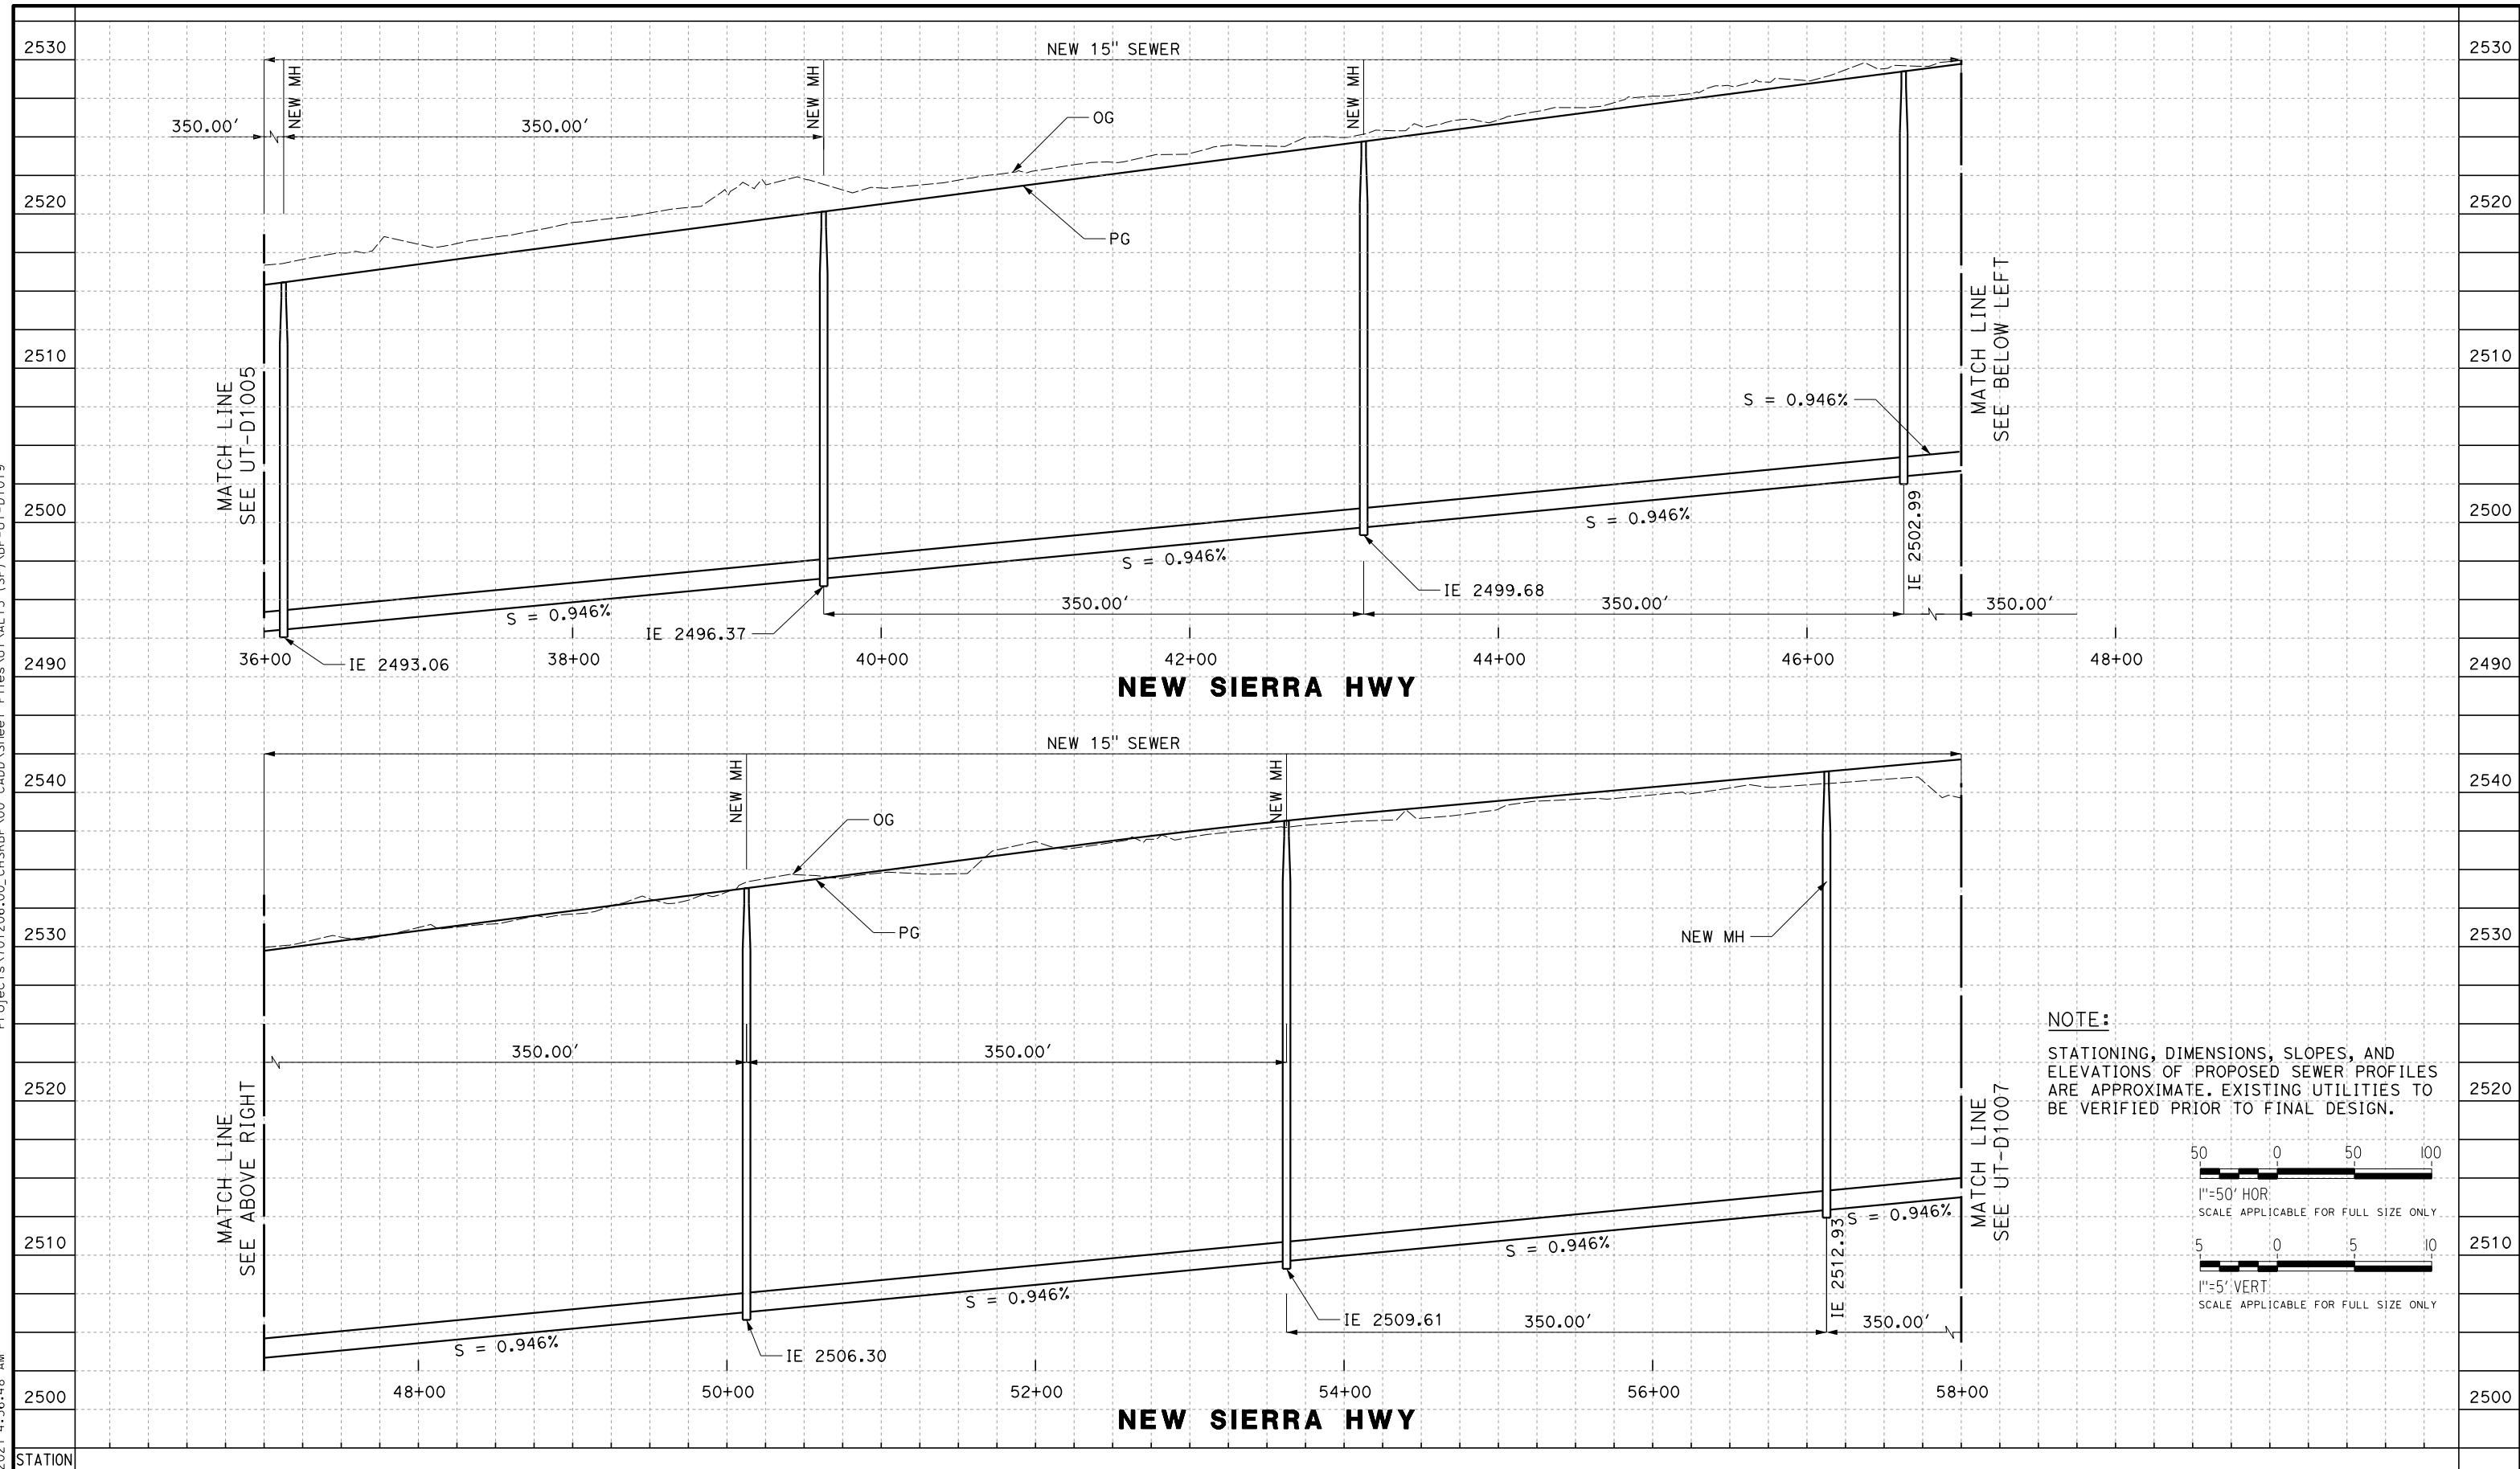 2530
NEW 15" SEWER
2530
NEW MH
NEW MH
NEW MH
350.00'
350.00'
OG
2520
2520
PG
MATCH LINE
SEE UT-D1005
MATCH LINE
SEE BELOW LEFT
2510
2510
S = 0.946%
2500
2500
S = 0.946%
S = 0.946%
S = 0.946%
IE 2502.99
IE 2499.68
350.00'
350.00'
350.00'
IE 2496.37
IE 2493.06
2490
36+00
38+00
40+00
42+00
44+00
46+00
48+00
2490
NEW SIERRA HWY
NEW 15" SEWER
2540
2540
NEW MH
NEW MH
OG
PG
NEW MH
2530
2530
350.00'
350.00'
2520
2520
MATCH LINE
SEE ABOVE RIGHT
MATCH LINE
SEE UT-D1007
NOTE:
STATIONING, DIMENSIONS, SLOPES, AND
ELEVATIONS OF PROPOSED SEWER PROFILES
ARE APPROXIMATE. EXISTING UTILITIES TO
BE VERIFIED PRIOR TO FINAL DESIGN.
50 0 50 100
1"=50' HOR
SCALE APPLICABLE FOR FULL SIZE ONLY
5 0 5 10
1"=5' VERT
SCALE APPLICABLE FOR FULL SIZE ONLY
2510
2510
S = 0.946%
S = 0.946%
S = 0.946%
S = 0.946%
IE 2512.93
IE 2509.61
350.00'
350.00'
IE 2506.30
2500
48+00
50+00
52+00
54+00
56+00
58+00
2500
NEW SIERRA HWY
STATION